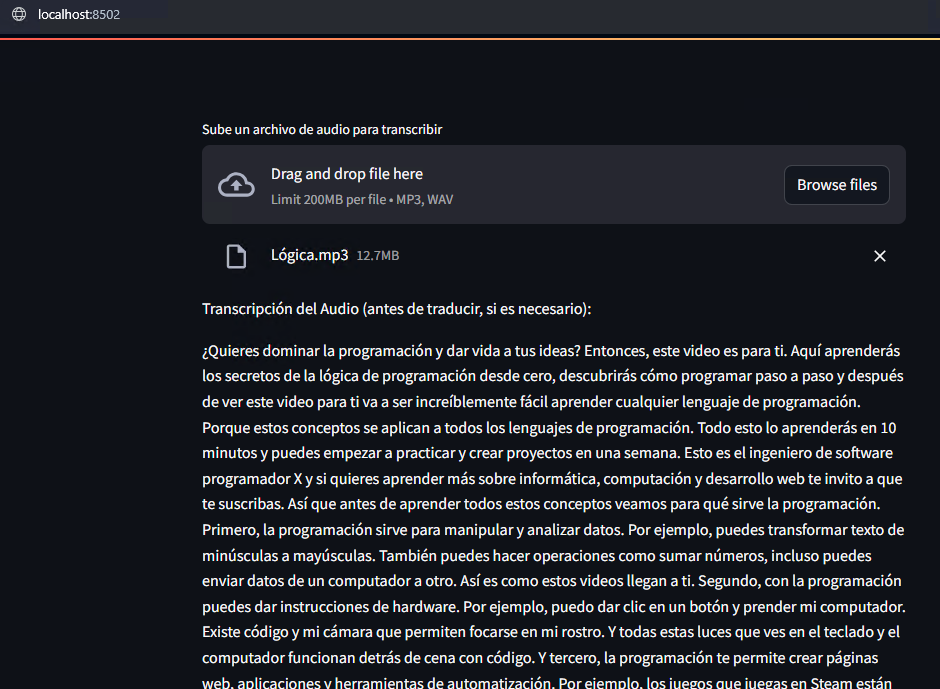 localhost:8502
Sube un archivo de audio para transcribir
Drag and drop file here
Limit 200MB per file • MP3, WAV
Browse files
Lógica.mp3 12.7MB
Transcripción del Audio (antes de traducir, si es necesario):
¿Quieres dominar la programación y dar vida a tus ideas? Entonces, este video es para ti. Aquí aprenderás
los secretos de la lógica de programación desde cero, descubrirás cómo programar paso a paso y después
de ver este video para ti va a ser increíblemente fácil aprender cualquier lenguaje de programación.
Porque estos conceptos se aplican a todos los lenguajes de programación. Todo esto lo aprenderás en 10
minutos y puedes empezar a practicar y crear proyectos en una semana. Esto es el ingeniero de software
programador X y si quieres aprender más sobre informática, computación y desarrollo web te invito a que
te suscribas. Así que antes de aprender todos estos conceptos veamos para qué sirve la programación.
Primero, la programación sirve para manipular y analizar datos. Por ejemplo, puedes transformar texto de
minúsculas a mayúsculas. También puedes hacer operaciones como sumar números, incluso puedes
enviar datos de un computador a otro. Así es como estos videos llegan a ti. Segundo, con la programación
puedes dar instrucciones de hardware. Por ejemplo, puedo dar clic en un botón y prender mi computador.
Existe código y mi cámara que permiten focarse en mi rostro. Y todas estas luces que ves en el teclado y el
computador funcionan detrás de cena con código. Y tercero, la programación te permite crear páginas
web, aplicaciones y herramientas de automatización. Por ejemplo, los juegos que juegas en Steam están